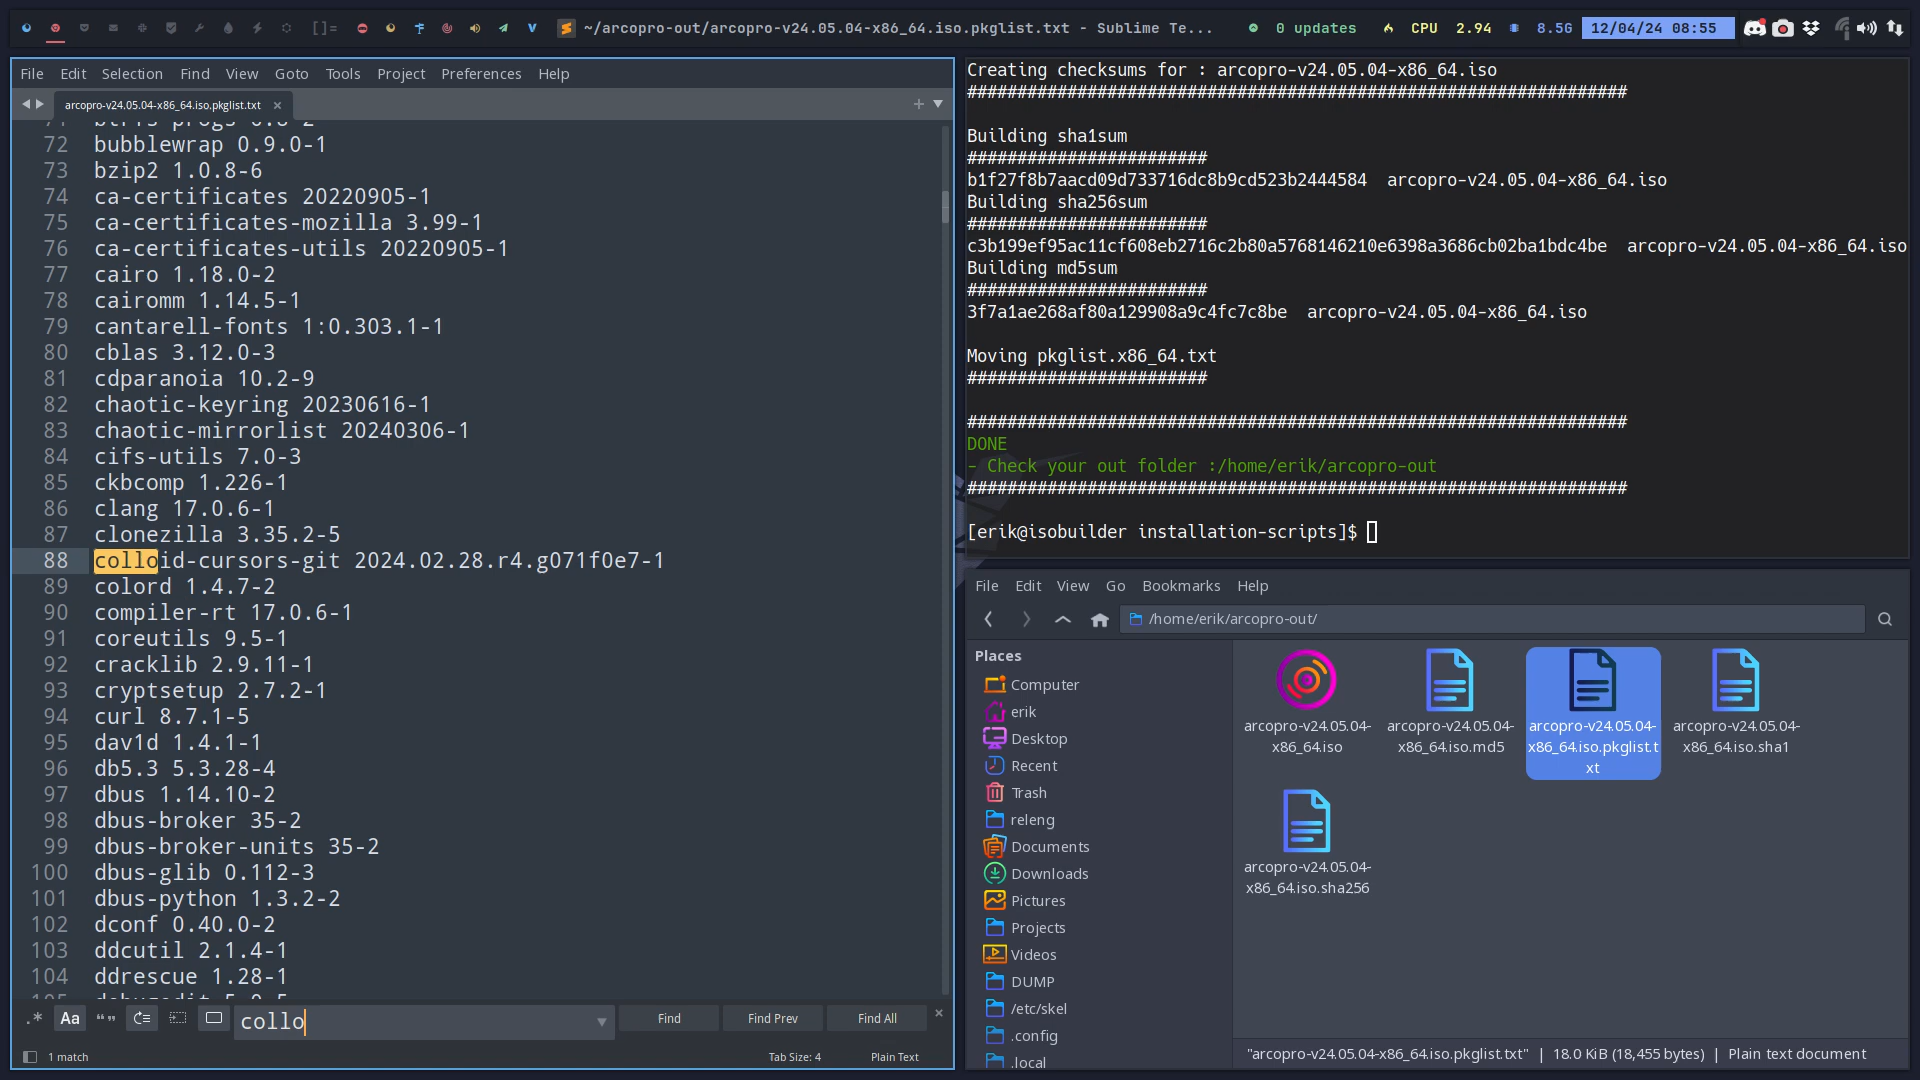 []=
~/arcopro-out/arcopro-v24.05.04-x86_64.iso.pkglist.txt - Sublime Te...
0 updates
CPU 2.94
8.5G
12/04/24 08:55
File Edit Selection Find View Goto Tools Project Preferences Help
arcopro-v24.05.04-x86_64.iso.pkglist.txt ×
72 bubblewrap 0.9.0-1
73 bzip2 1.0.8-6
74 ca-certificates 20220905-1
75 ca-certificates-mozilla 3.99-1
76 ca-certificates-utils 20220905-1
77 cairo 1.18.0-2
78 cairomm 1.14.5-1
79 cantarell-fonts 1:0.303.1-1
80 cblas 3.12.0-3
81 cdparanoia 10.2-9
82 chaotic-keyring 20230616-1
83 chaotic-mirrorlist 20240306-1
84 cifs-utils 7.0-3
85 ckbcomp 1.226-1
86 clang 17.0.6-1
87 clonezilla 3.35.2-5
88 colloid-cursors-git 2024.02.28.r4.g071f0e7-1
89 colord 1.4.7-2
90 compiler-rt 17.0.6-1
91 coreutils 9.5-1
92 cracklib 2.9.11-1
93 cryptsetup 2.7.2-1
94 curl 8.7.1-5
95 dav1d 1.4.1-1
96 db5.3 5.3.28-4
97 dbus 1.14.10-2
98 dbus-broker 35-2
99 dbus-broker-units 35-2
100 dbus-glib 0.112-3
101 dbus-python 1.3.2-2
102 dconf 0.40.0-2
103 ddcutil 2.1.4-1
104 ddrescue 1.28-1
.* Aa “” collo Find Find Prev Find All ×
1 match Tab Size: 4 Plain Text
Creating checksums for : arcopro-v24.05.04-x86_64.iso
##################################################################
Building sha1sum
########################
b1f27f8b7aacd09d733716dc8b9cd523b2444584  arcopro-v24.05.04-x86_64.iso
Building sha256sum
########################
c3b199ef95ac11cf608eb2716c2b80a5768146210e6398a3686cb02ba1bdc4be  arcopro-v24.05.04-x86_64.iso
Building md5sum
########################
3f7a1ae268af80a129908a9c4fc7c8be  arcopro-v24.05.04-x86_64.iso
Moving pkglist.x86_64.txt
########################
##################################################################
DONE
- Check your out folder :/home/erik/arcopro-out
##################################################################
[erik@isobuilder installation-scripts]$
File Edit View Go Bookmarks Help
/home/erik/arcopro-out/
Places
Computer
erik
Desktop
Recent
Trash
releng
Documents
Downloads
Pictures
Projects
Videos
DUMP
/etc/skel
.config
.local
arcopro-v24.05.04-
x86_64.iso
arcopro-v24.05.04-
x86_64.iso.md5
arcopro-v24.05.04-
x86_64.iso.pkglist.t
xt
arcopro-v24.05.04-
x86_64.iso.sha1
arcopro-v24.05.04-
x86_64.iso.sha256
"arcopro-v24.05.04-x86_64.iso.pkglist.txt" | 18.0 KiB (18,455 bytes) | Plain text document